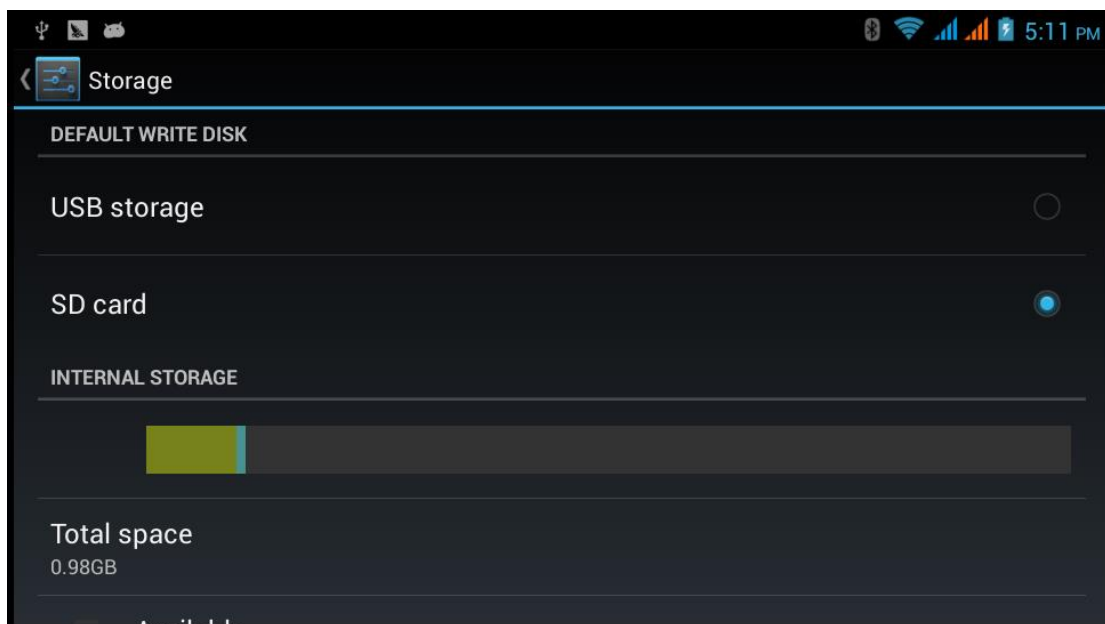 5:11 PM
Storage
DEFAULT WRITE DISK
USB storage
SD card
INTERNAL STORAGE
Total space
0.98GB